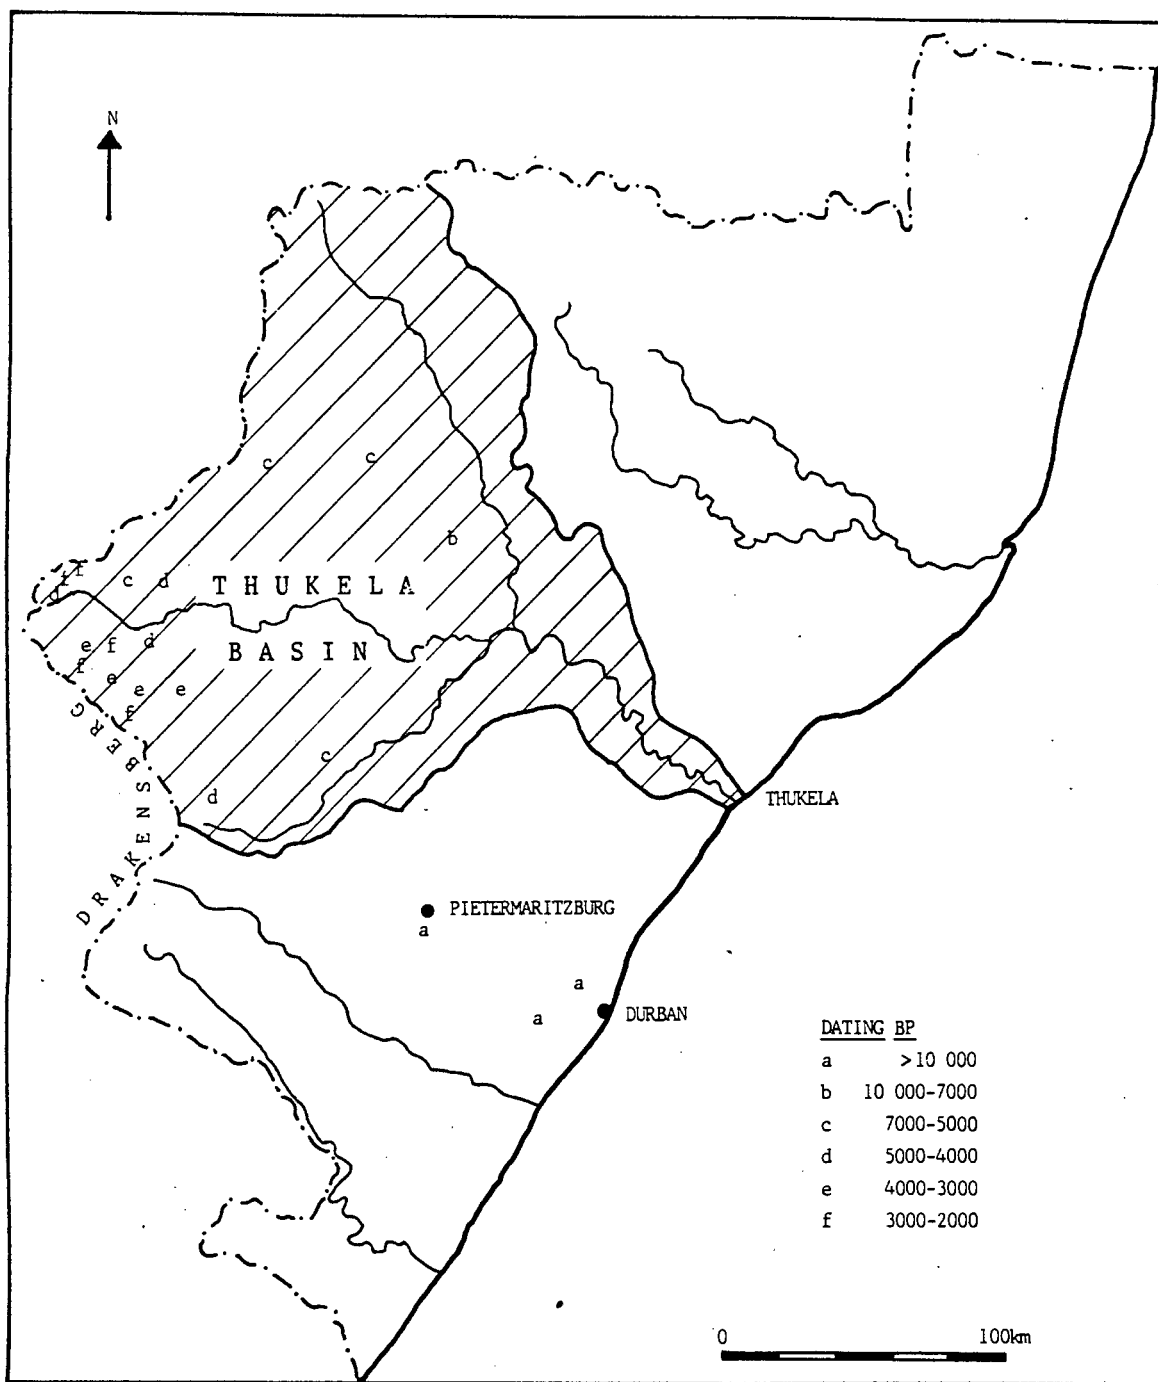 N
c c
b
f
f c d THUKELA
d
e f d BASIN
f
e e e
f
c
d
THUKELA
DRAKENSBERG
PIETERMARITZBURG
a
a
DURBAN
a
DATING BP
a >10 000
b 10 000-7000
c 7000-5000
d 5000-4000
e 4000-3000
f 3000-2000
0 100km